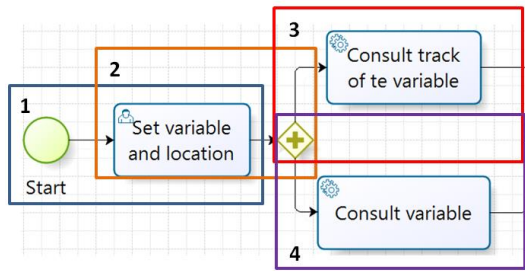 3
Consult track
of te variable
2
1
Set variable
and location
Start
Consult variable
4